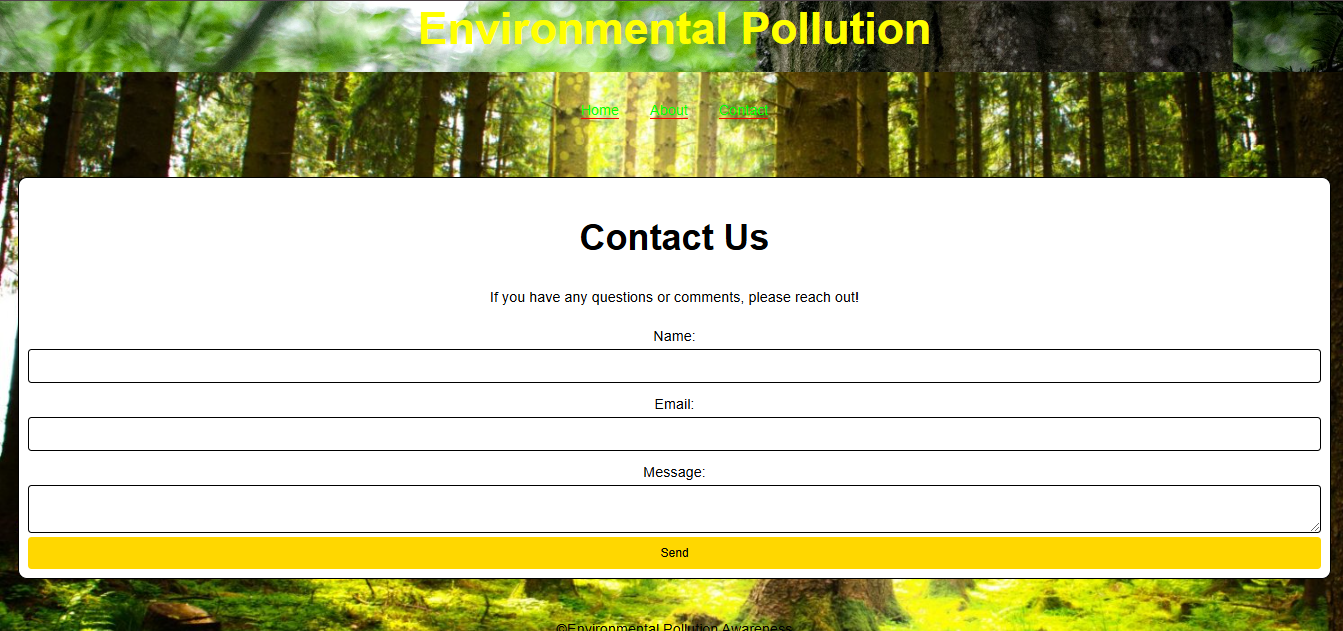 Environmental Pollution
Home About Contact
Contact Us
If you have any questions or comments, please reach out!
Name:
Email:
Message:
Send
©Environmental Pollution Awareness